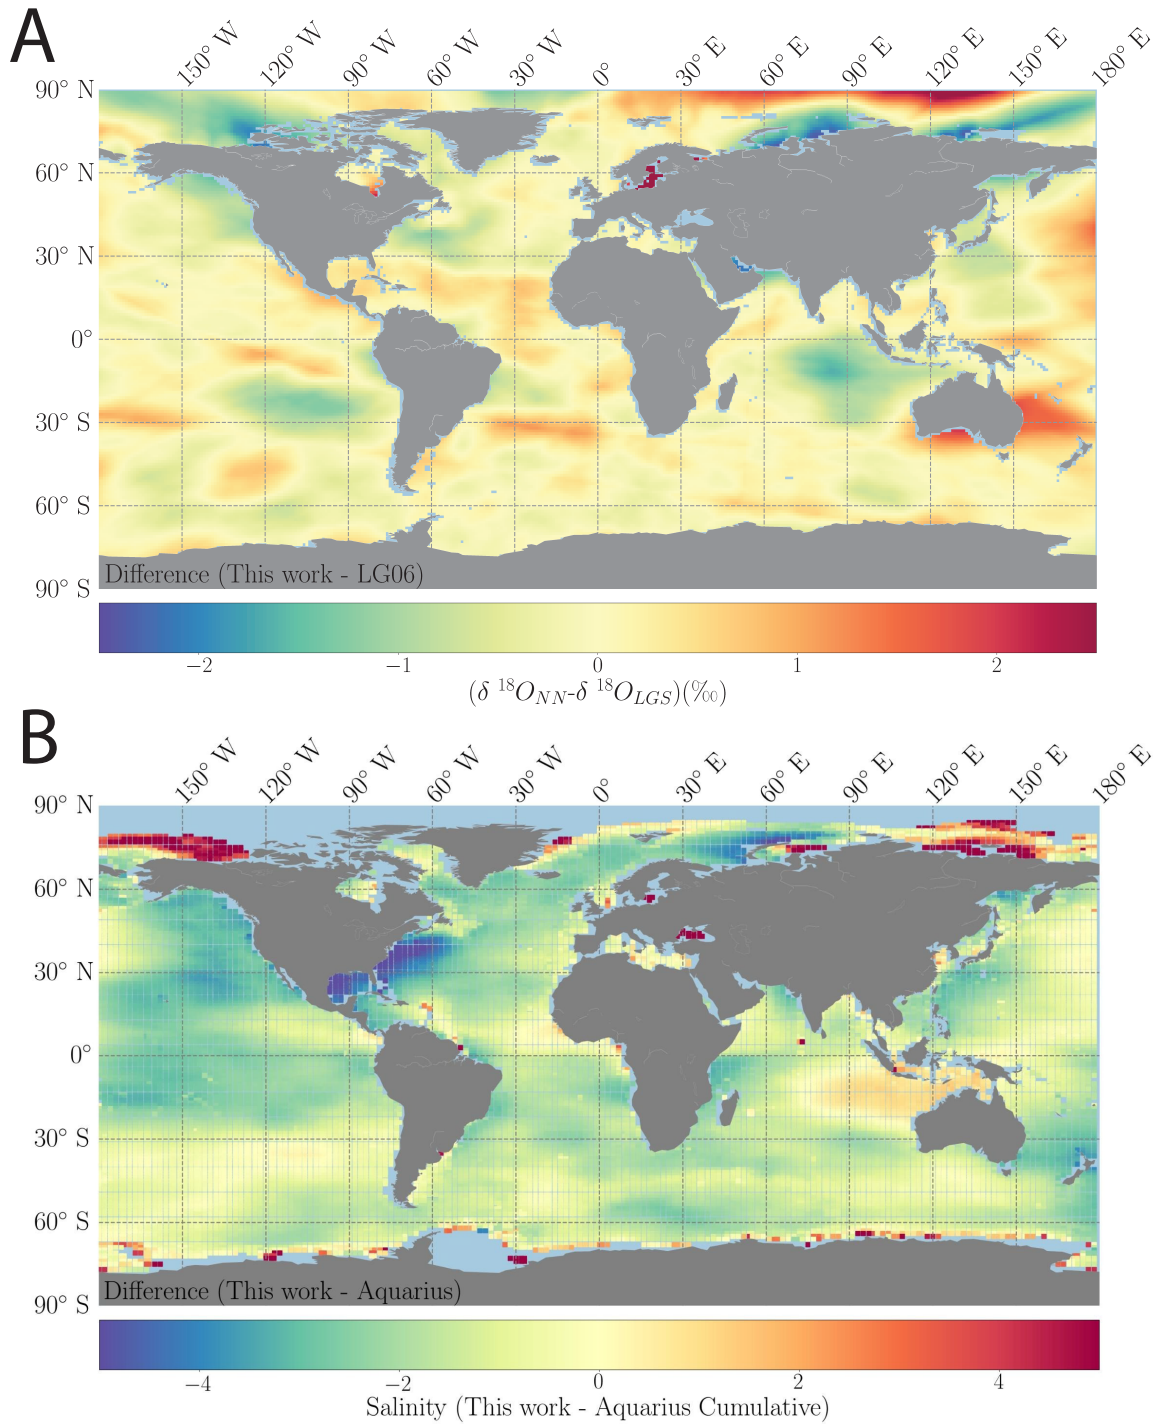 A
150° W 120° W 90° W 60° W 30° W 0° 30° E 60° E 90° E 120° E 150° E 180° E
90° N
60° N
30° N
0°
30° S
60° S
Difference (This work - LG06)
90° S
−2 −1 0 1 2
(δ ¹⁸O_NN-δ ¹⁸O_LGS)(‰)
B
150° W 120° W 90° W 60° W 30° W 0° 30° E 60° E 90° E 120° E 150° E 180° E
90° N
60° N
30° N
0°
30° S
60° S
Difference (This work - Aquarius)
90° S
−4 −2 0 2 4
Salinity (This work - Aquarius Cumulative)